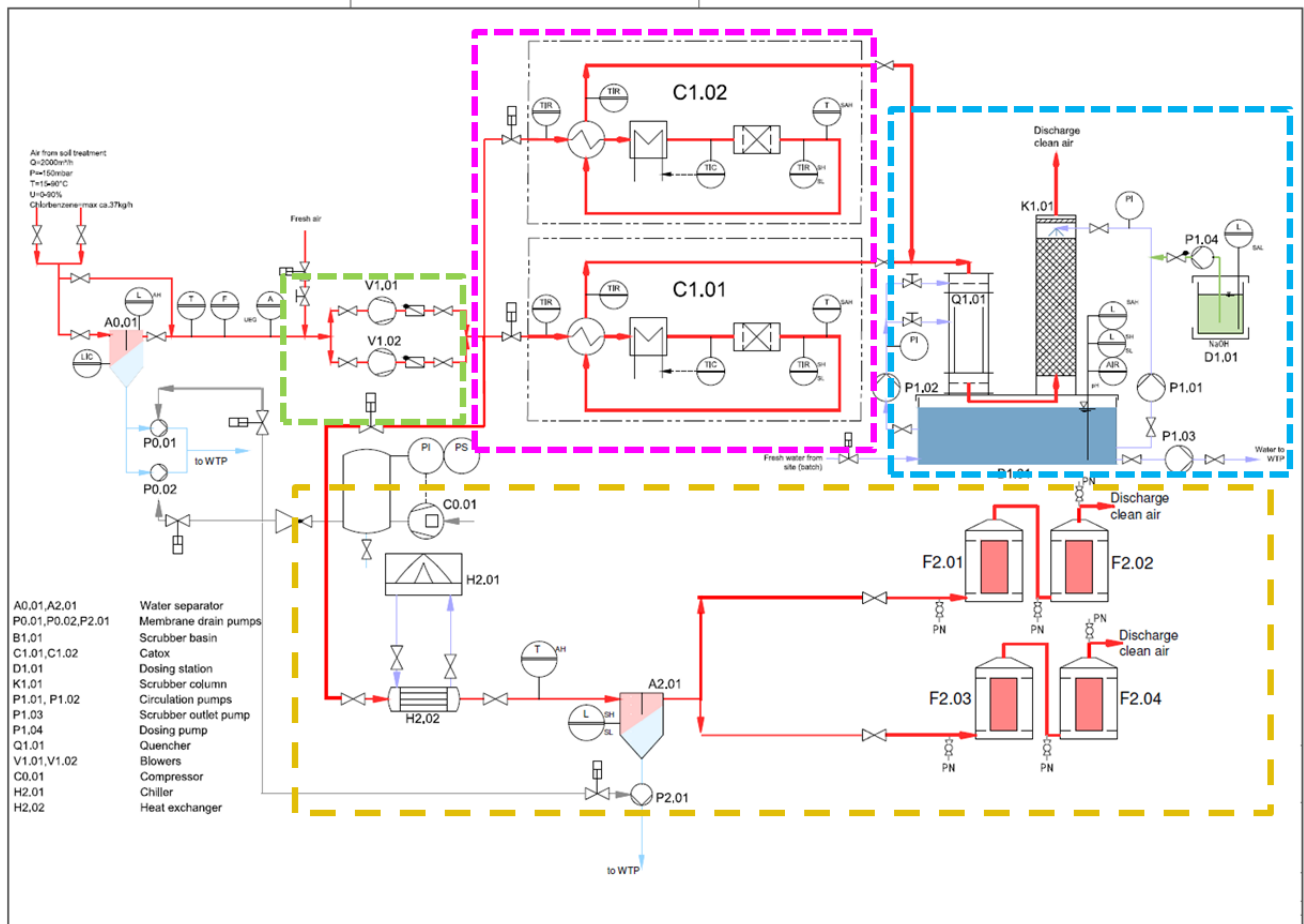 Air from soil treatment
Q=2000m³/h
P=-150mbar
T=15-60°C
U=0-90%
Chlorbenzene=max ca.37kg/h
Fresh air
L AH
A0.01
LIC
T
F
A
UEG
V1.01
V1.02
P0.01
to WTP
P0.02
TIR
TIR
C1.02
T SAH
TIC
TIR SH
SL
TIR
TIR
C1.01
T SAH
TIC
TIR SH
SL
Discharge
clean air
K1.01
PI
P1.04
L
SAL
NaOH
D1.01
Q1.01
PI
P1.02
SAH
L
L SH
SL
AIR
P1.01
P1.03
Water to
WTP
Fresh water from
site (batch)
PI
PS
C0.01
H2.01
H2.02
T AH
A2.01
L SH
SL
P2.01
to WTP
PN
Discharge
clean air
F2.01
F2.02
PN
PN
PN
Discharge
clean air
F2.03
F2.04
PN
PN
A0.01,A2.01 Water separator
P0.01,P0.02,P2.01 Membrane drain pumps
B1,01 Scrubber basin
C1.01,C1.02 Catox
D1.01 Dosing station
K1,01 Scrubber column
P1.01, P1.02 Circulation pumps
P1.03 Scrubber outlet pump
P1,04 Dosing pump
Q1.01 Quencher
V1.01,V1.02 Blowers
C0.01 Compressor
H2,01 Chiller
H2,02 Heat exchanger